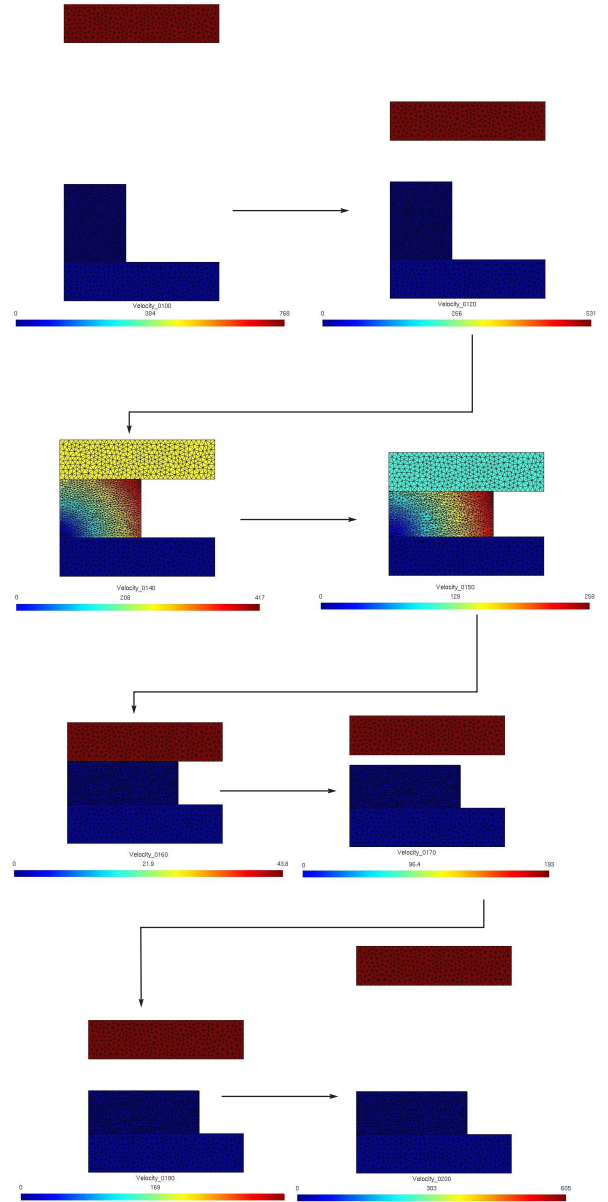 Velocity_0100
0 384 768
Velocity_0120
0 266 531
Velocity_0140
0 208 417
Velocity_0150
0 129 258
Velocity_0160
0 21.9 43.8
Velocity_0170
0 96.4 193
Velocity_0180
0 169
Velocity_0200
0 303 605